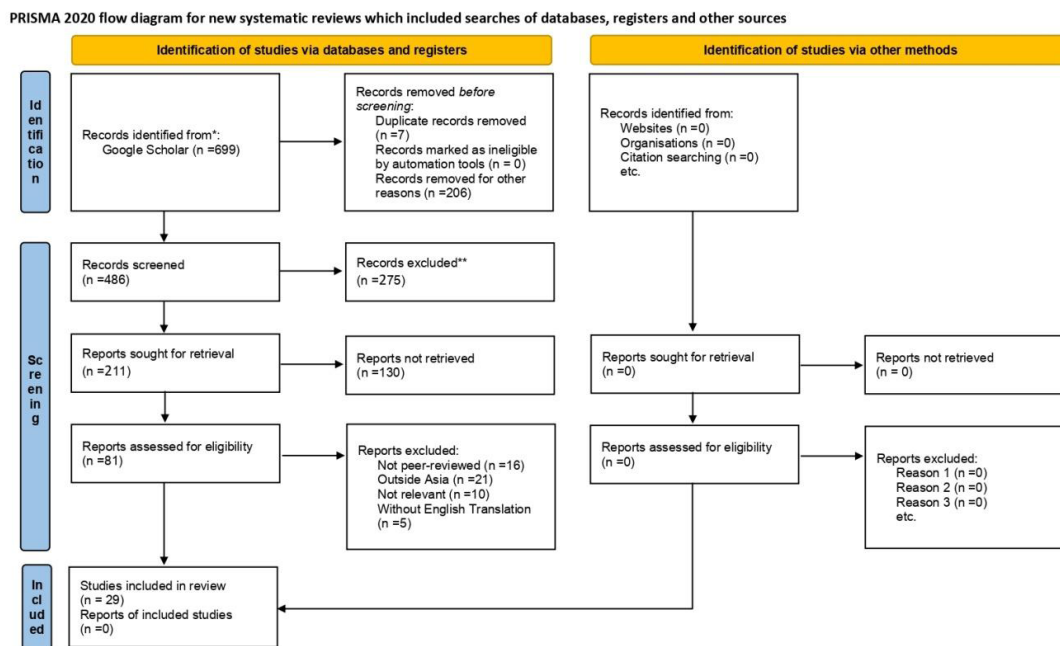 PRISMA 2020 flow diagram for new systematic reviews which included searches of databases, registers and other sources
Identification of studies via databases and registers
Identification of studies via other methods
Id
entifi
catio
n
Records identified from*:
Google Scholar (n =699)
Records removed before
screening:
Duplicate records removed
(n =7)
Records marked as ineligible
by automation tools (n = 0)
Records removed for other
reasons (n =206)
Records identified from:
Websites (n =0)
Organisations (n =0)
Citation searching (n =0)
etc.
Sc
re
en
in
g
Records screened
(n =486)
Records excluded**
(n =275)
Reports sought for retrieval
(n =211)
Reports not retrieved
(n =130)
Reports sought for retrieval
(n =0)
Reports not retrieved
(n = 0)
Reports assessed for eligibility
(n =81)
Reports excluded:
Not peer-reviewed (n =16)
Outside Asia (n =21)
Not relevant (n =10)
Without English Translation
(n =5)
Reports assessed for eligibility
(n =0)
Reports excluded:
Reason 1 (n =0)
Reason 2 (n =0)
Reason 3 (n =0)
etc.
In
cl
ud
ed
Studies included in review
(n = 29)
Reports of included studies
(n =0)